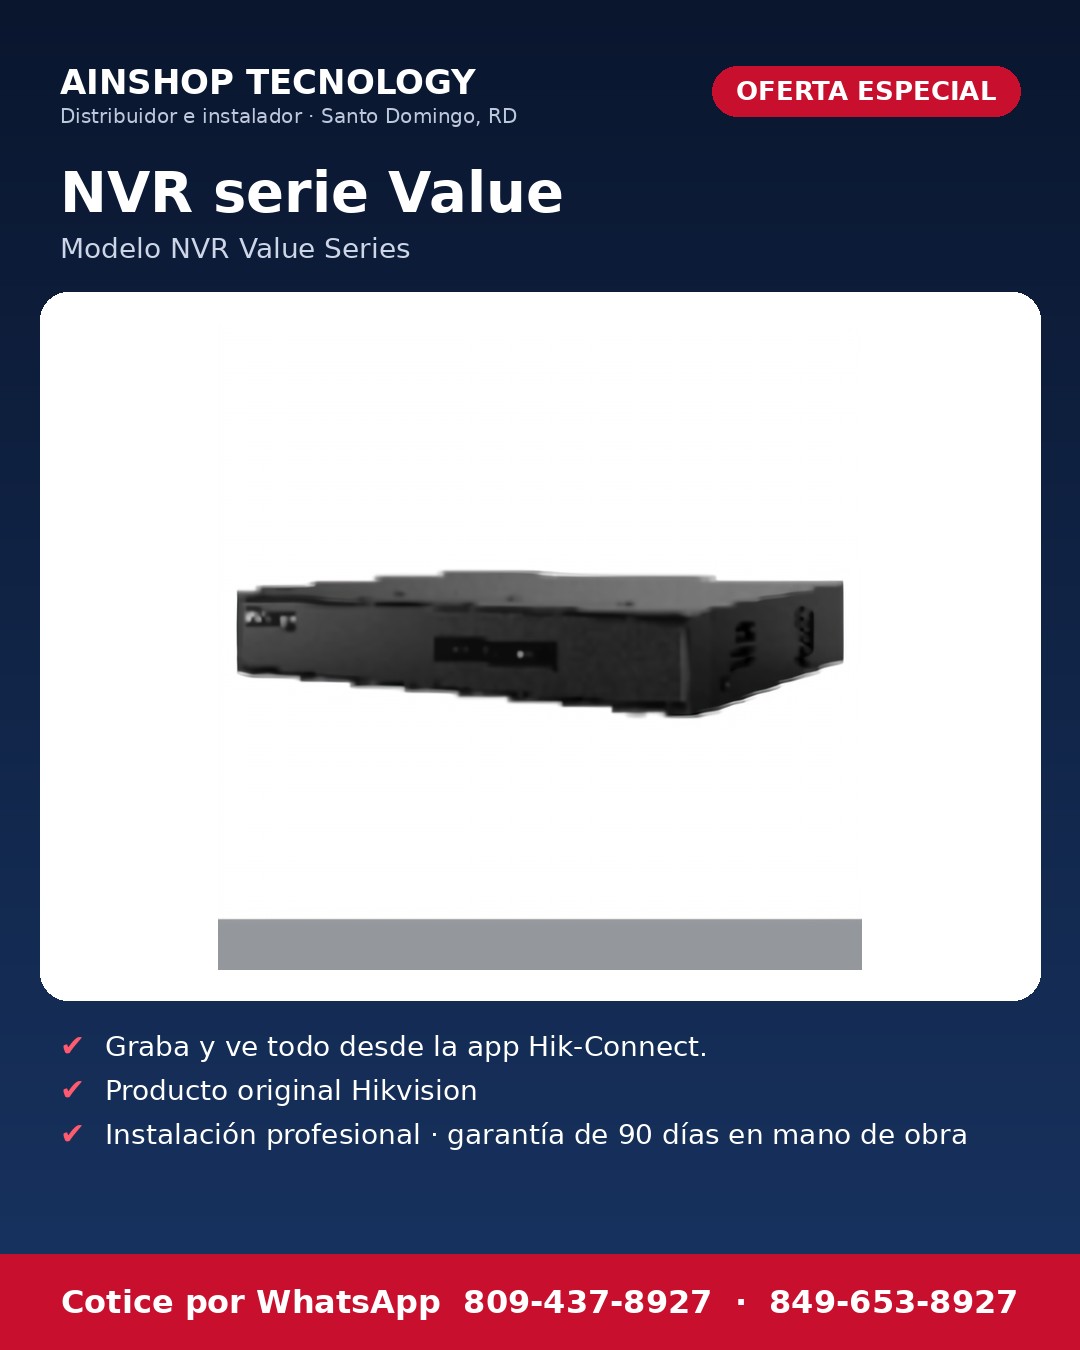 AINSHOP TECNOLOGY
OFERTA ESPECIAL
Distribuidor e instalador · Santo Domingo, RD
NVR serie Value
Modelo NVR Value Series
✔ Graba y ve todo desde la app Hik-Connect.
✔ Producto original Hikvision
✔ Instalación profesional · garantía de 90 días en mano de obra
Cotice por WhatsApp 809-437-8927 · 849-653-8927